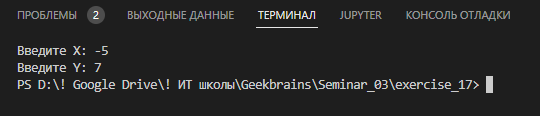 ПРОБЛЕМЫ 2 ВЫХОДНЫЕ ДАННЫЕ ТЕРМИНАЛ JUPYTER КОНСОЛЬ ОТЛАДКИ
Введите X: -5
Введите Y: 7
PS D:\! Google Drive\! ИТ школы\Geekbrains\Seminar_03\exercise_17>